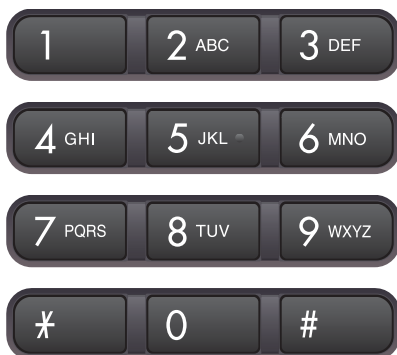 1 2 ABC 3 DEF
4 GHI 5 JKL 6 MNO
7 PQRS 8 TUV 9 WXYZ
* 0 #